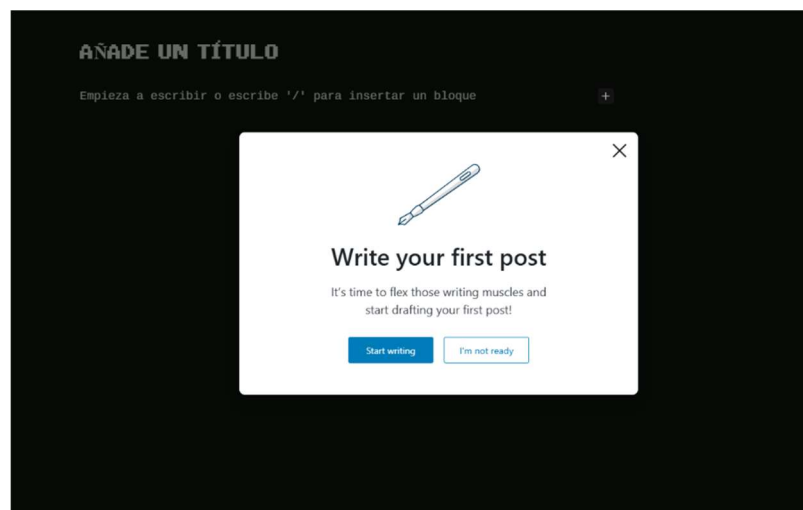 AÑADE UN TÍTULO
Empieza a escribir o escribe '/' para insertar un bloque
Write your first post
It's time to flex those writing muscles and
start drafting your first post!
Start writing
I'm not ready